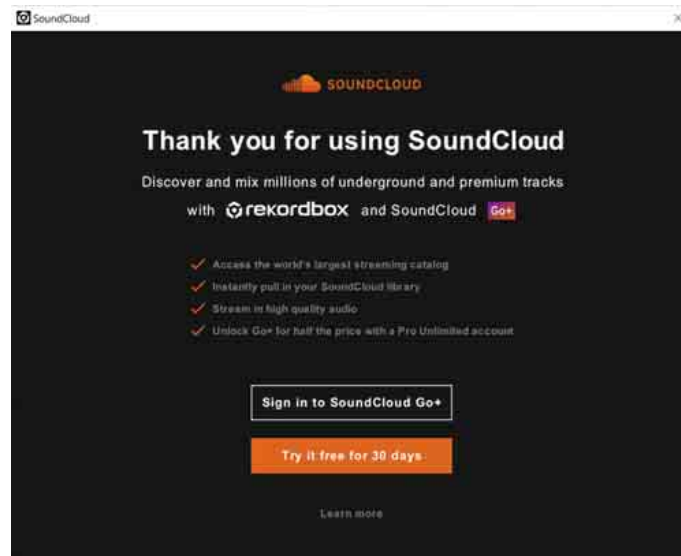 SoundCloud
SOUNDCLOUD
Thank you for using SoundCloud
Discover and mix millions of underground and premium tracks
with rekordbox and SoundCloud Go+
Access the world's largest streaming catalog
Instantly pull in your SoundCloud library
Stream in high quality audio
Unlock Go+ for half the price with a Pro Unlimited account
Sign in to SoundCloud Go+
Try it free for 30 days
Learn more